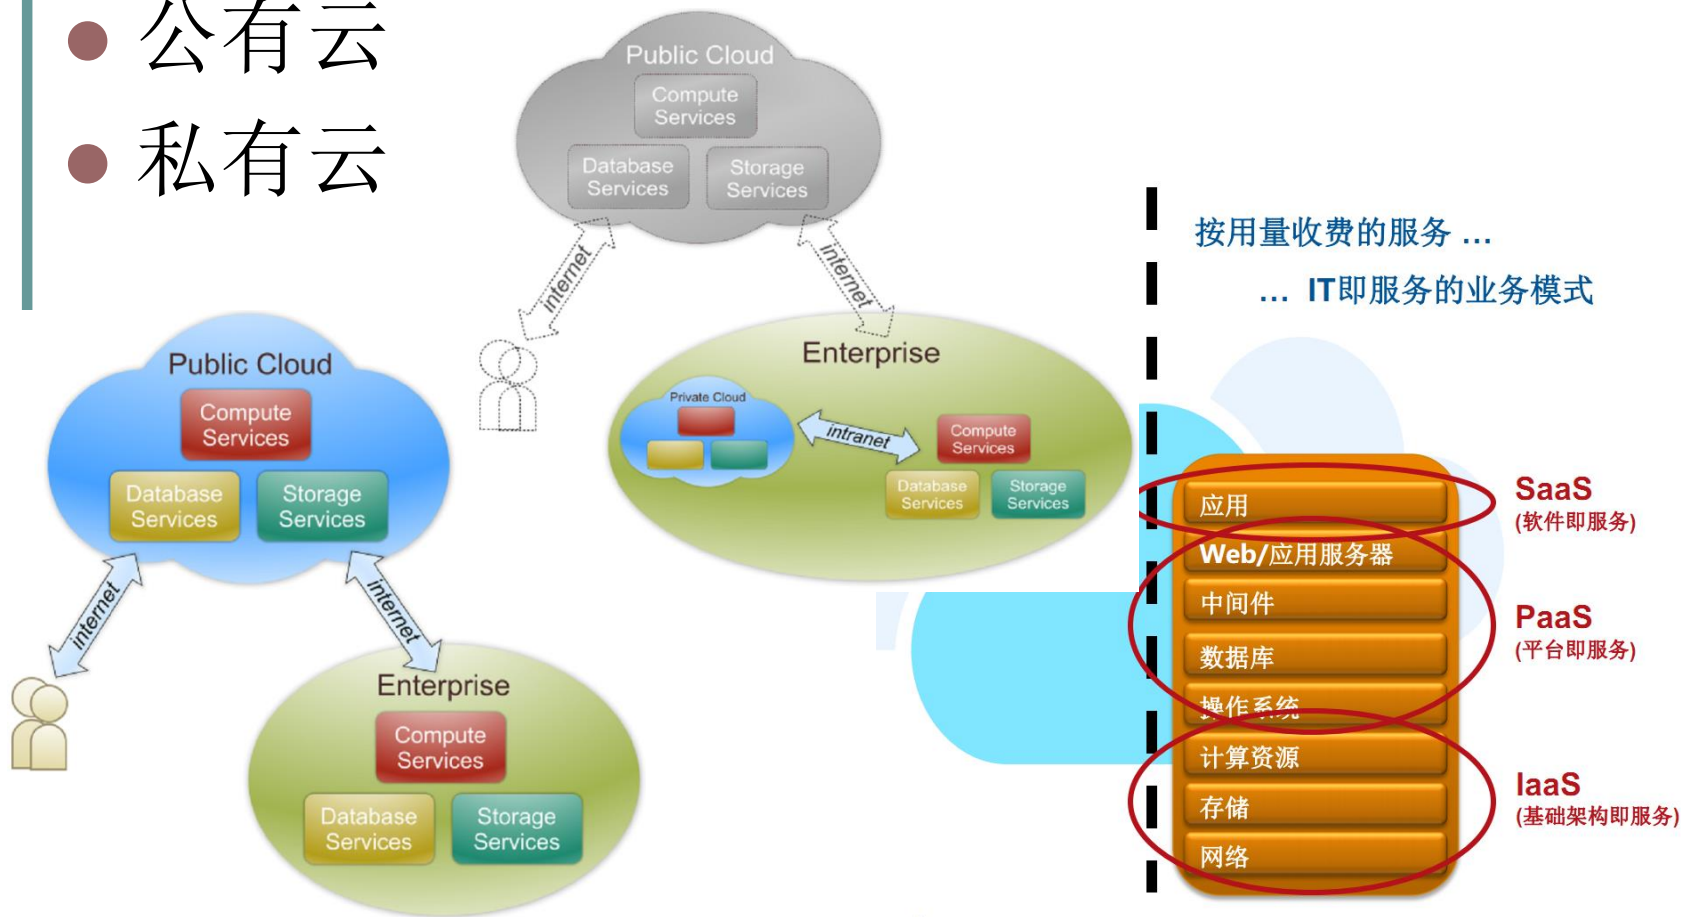 公有云
私有云
Public Cloud
Compute
Services
Database
Services
Storage
Services
internet
internet
Enterprise
Private Cloud
intranet
Compute
Services
Database
Services
Storage
Services
Public Cloud
Compute
Services
Database
Services
Storage
Services
internet
internet
Enterprise
Compute
Services
Database
Services
Storage
Services
按用量收费的服务 ...
... IT即服务的业务模式
应用
Web/应用服务器
中间件
数据库
操作系统
计算资源
存储
网络
SaaS
(软件即服务)
PaaS
(平台即服务)
IaaS
(基础架构即服务)